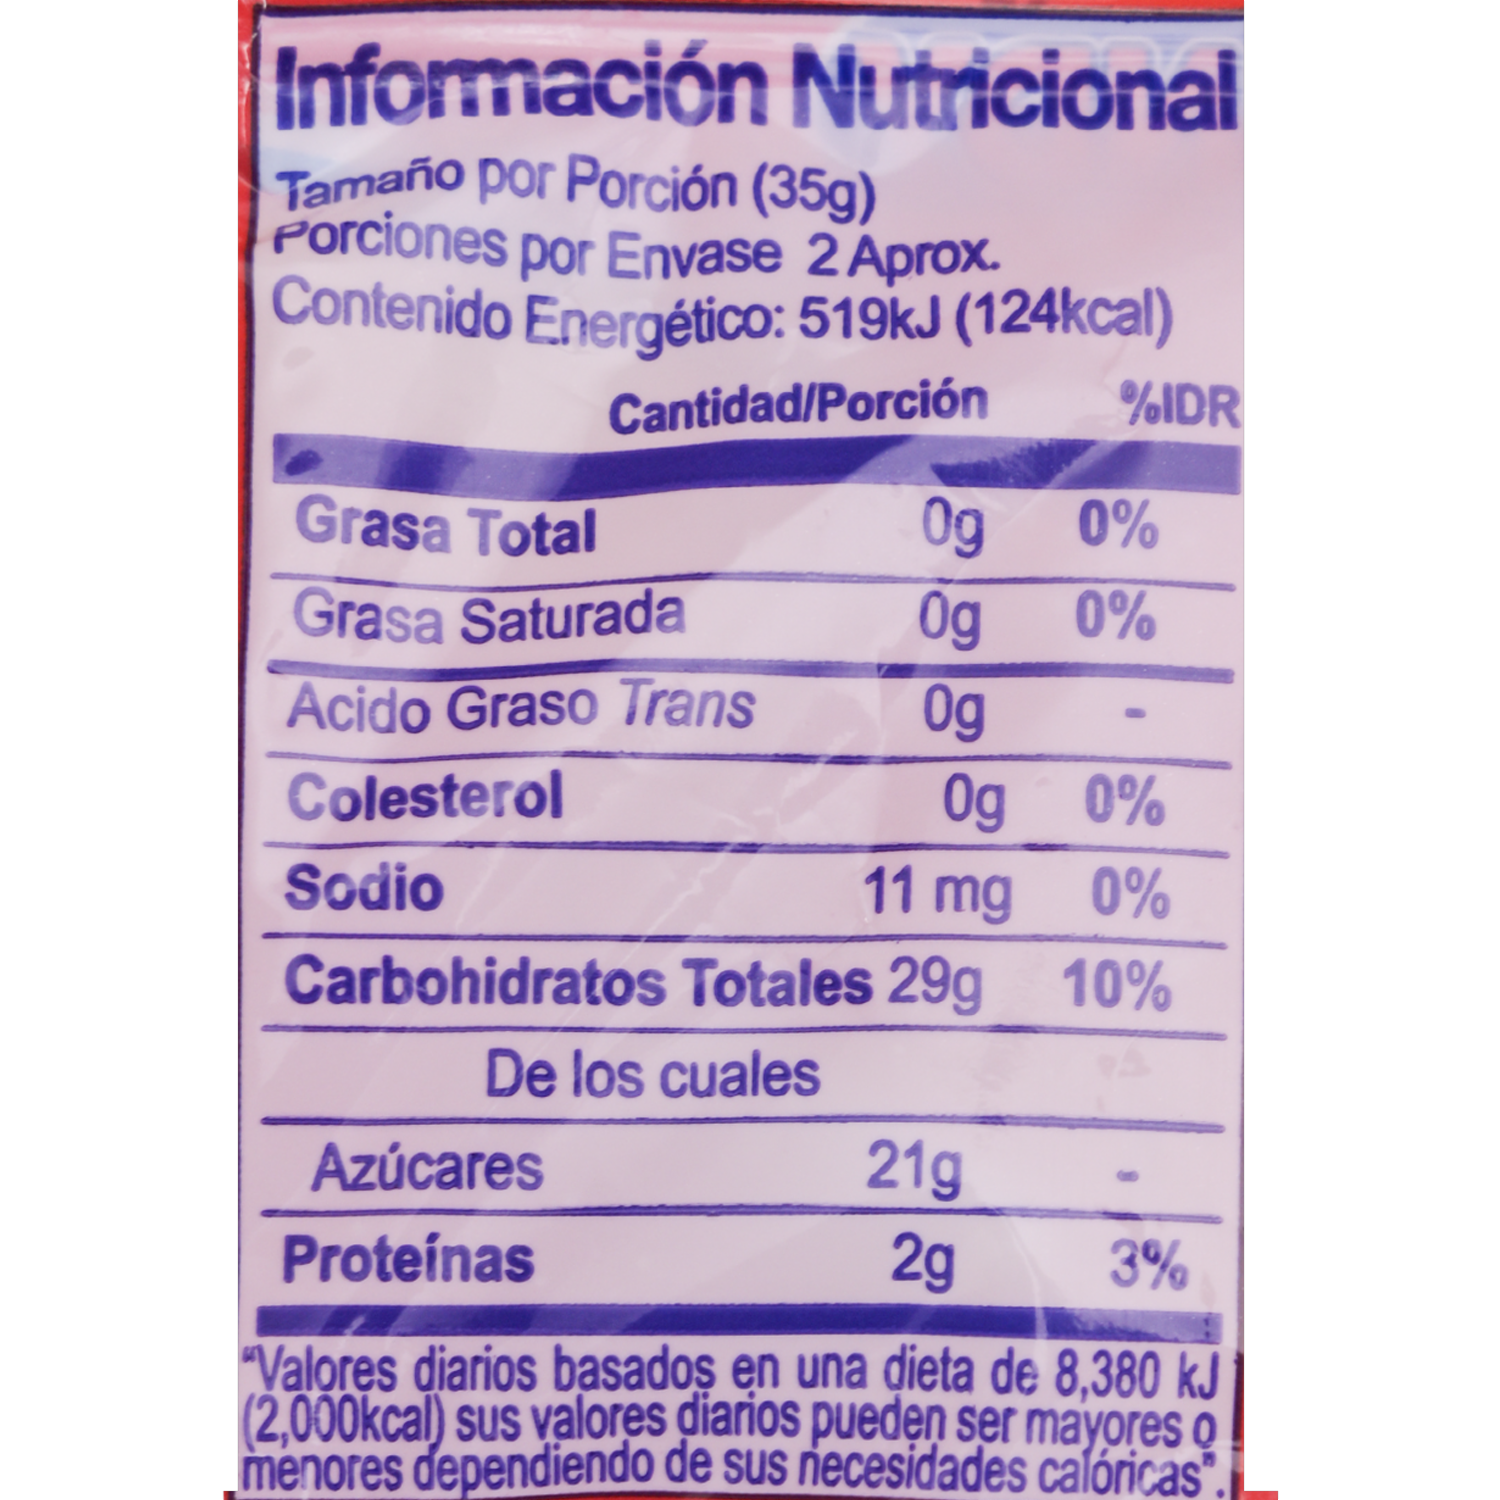 Información Nutricional
Tamaño por Porción (35g)
Porciones por Envase 2 Aprox.
Contenido Energético: 519kJ (124kcal)
Cantidad/Porción %IDR
Grasa Total 0g 0%
Grasa Saturada 0g 0%
Acido Graso Trans 0g -
Colesterol 0g 0%
Sodio 11 mg 0%
Carbohidratos Totales 29g 10%
De los cuales
Azúcares 21g -
Proteínas 2g 3%
“Valores diarios basados en una dieta de 8,380 kJ
(2,000kcal) sus valores diarios pueden ser mayores o
menores dependiendo de sus necesidades calóricas”.